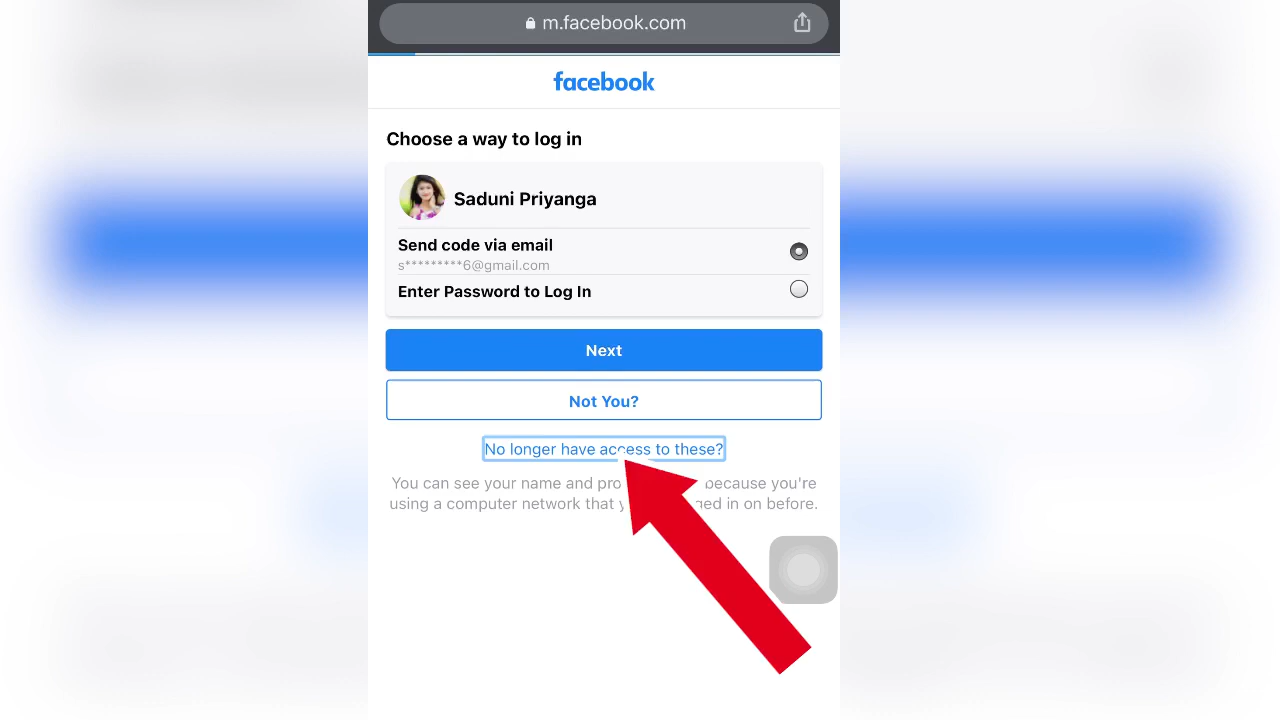 m.facebook.com
facebook
Choose a way to log in
Saduni Priyanga
Send code via email
s*********6@gmail.com
Enter Password to Log In
Next
Not You?
No longer have access to these?
You can see your name and because you're
using a computer network that in on before.